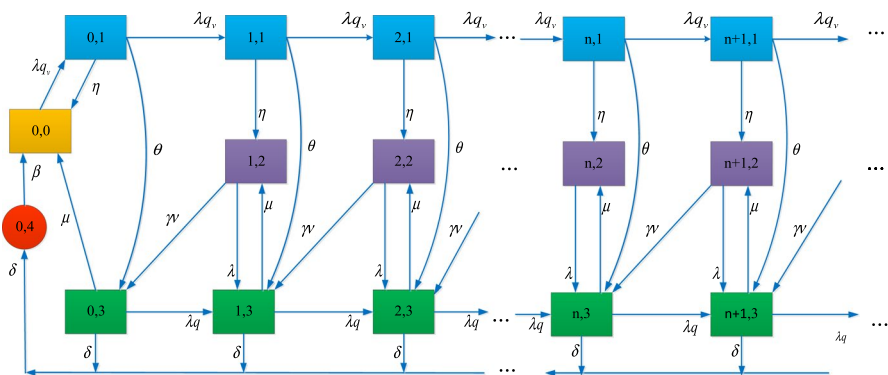 λq_v λq_v λq_v ... λq_v λq_v λq_v ...
0,1 1,1 2,1 n,1 n+1,1
λq_v η
η η η η
0,0
θ θ θ θ θ
1,2 2,2 ... n,2 n+1,2 ...
β
μ γν μ γν μ μ γν μ γν
0,4
δ λ λ λ λ
0,3 1,3 2,3 ... n,3 n+1,3 ...
λq λq λq λq λq λq
δ δ δ δ δ
...